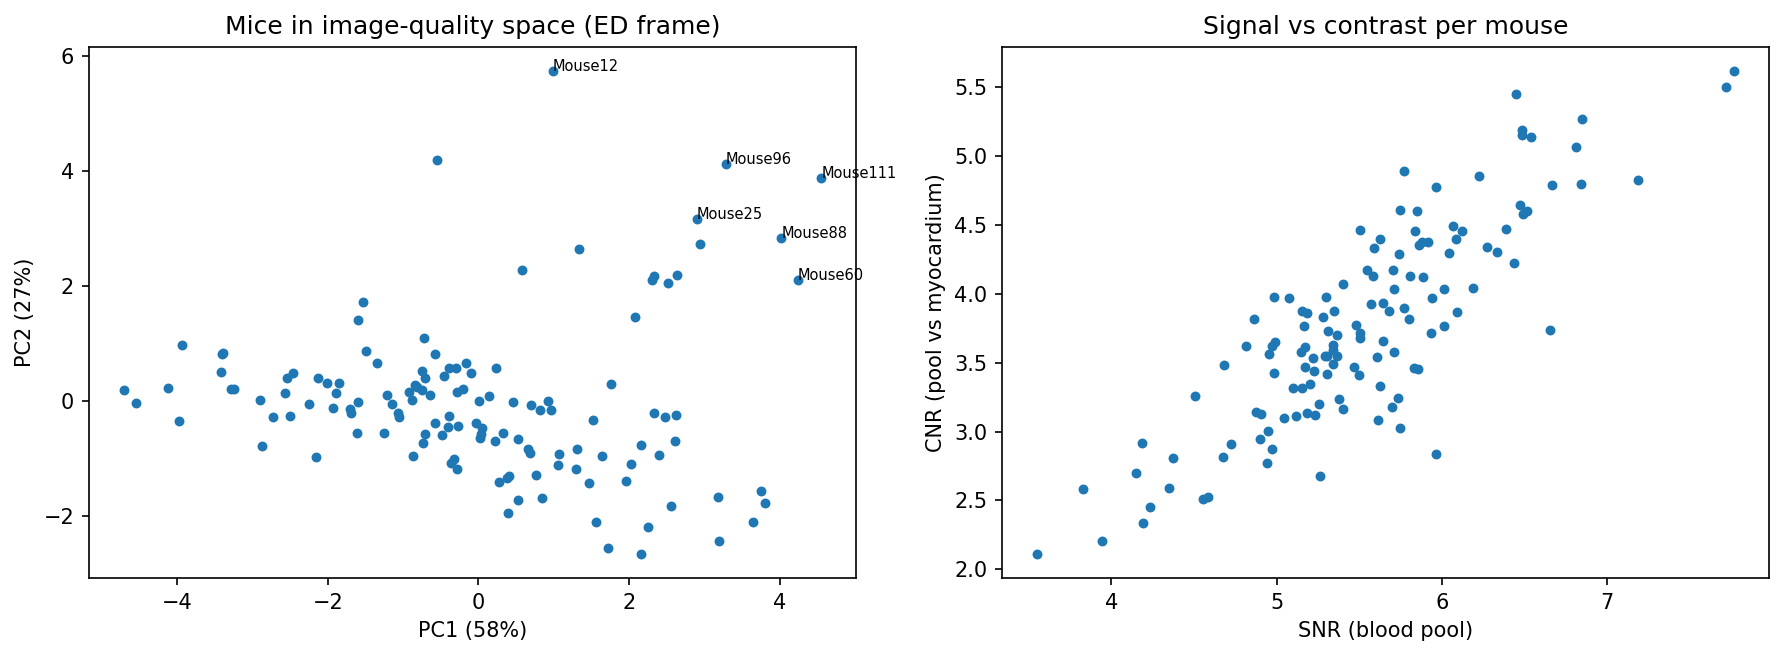 Mice in image-quality space (ED frame)
6
4
2
0
−2
PC2 (27%)
Mouse12
Mouse96
Mouse111
Mouse25
Mouse88
Mouse60
−4
−2
0
2
4
PC1 (58%)
Signal vs contrast per mouse
5.5
5.0
4.5
4.0
3.5
3.0
2.5
2.0
CNR (pool vs myocardium)
4
5
6
7
SNR (blood pool)